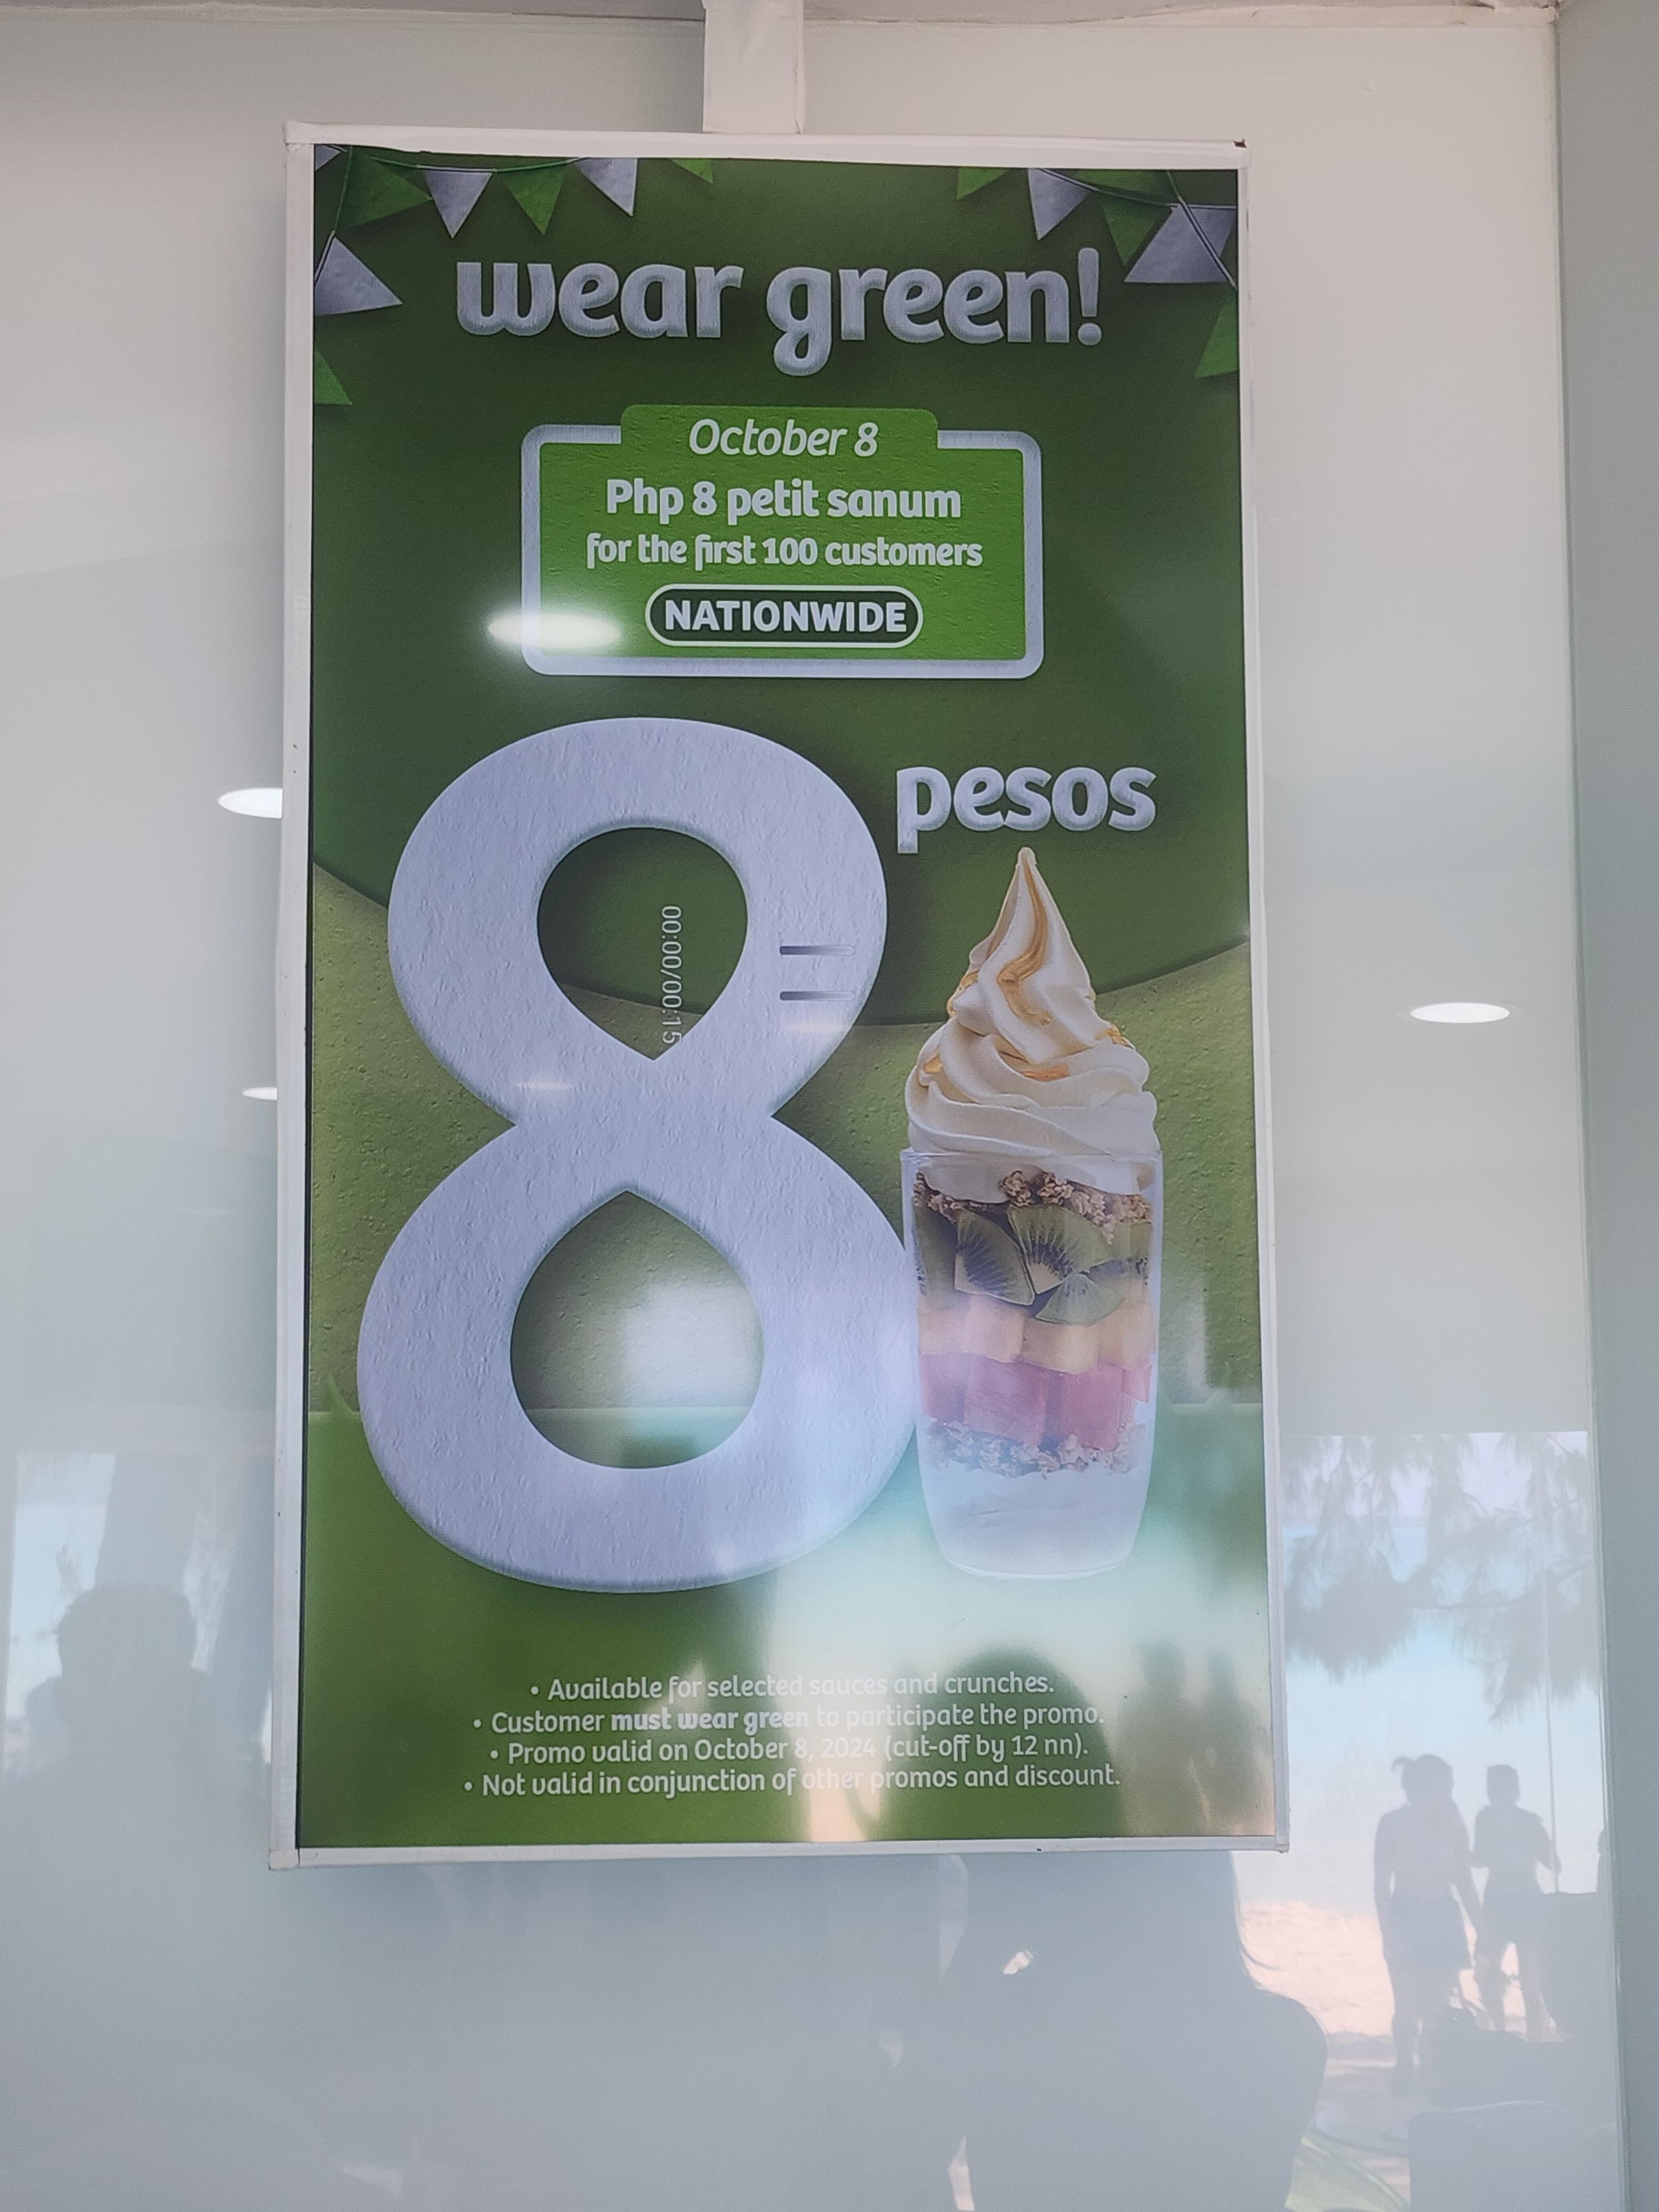 wear green!
October 8
Php 8 petit sanum
for the first 100 customers
NATIONWIDE
8 pesos
00:00/00:15
• Available for selected sauces and crunches.
• Customer must wear green to participate the promo.
• Promo valid on October 8, 2024 (cut-off by 12 nn).
• Not valid in conjunction of other promos and discount.